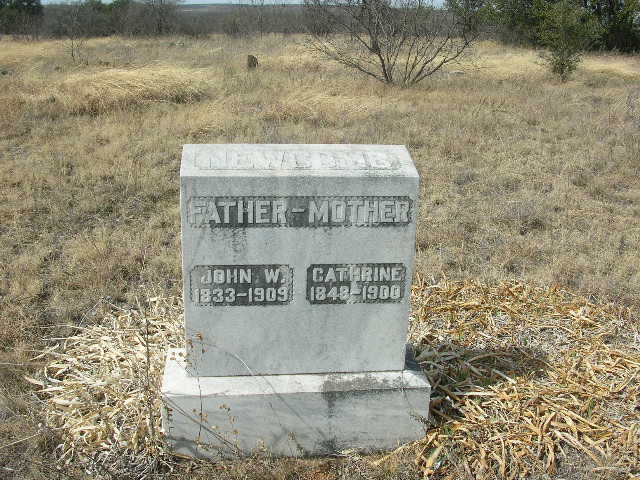 FATHER-MOTHER
JOHN W. CATHRINE
1833-1909 1848-1900